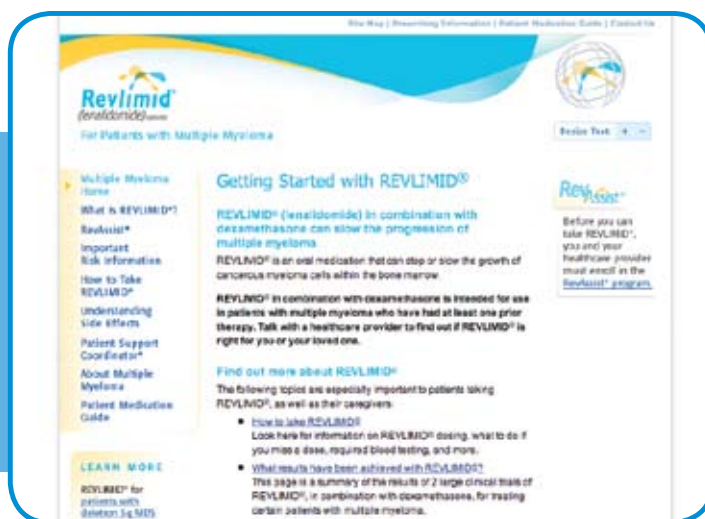 Site Map | Prescribing Information | Patient Medication Guide | Contact Us
Revlimid®
(lenalidomide)
For Patients with Multiple Myeloma
Resize Text + -
Multiple Myeloma
Home
What is REVLIMID®?
RevAssist®
Important
Risk Information
How to Take
REVLIMID®
Understanding
Side Effects
Patient Support
Coordinator®
About Multiple
Myeloma
Patient Medication
Guide
LEARN MORE
REVLIMID® for
patients with
deletion 5q MDS
Getting Started with REVLIMID®
REVLIMID® (lenalidomide) in combination with
dexamethasone can slow the progression of
multiple myeloma
REVLIMID® is an oral medication that can stop or slow the growth of
cancerous myeloma cells within the bone marrow.
REVLIMID® in combination with dexamethasone is intended for use
in patients with multiple myeloma who have had at least one prior
therapy. Talk with a healthcare provider to find out if REVLIMID® is
right for you or your loved one.
Find out more about REVLIMID®
The following topics are especially important to patients taking
REVLIMID®, as well as their caregivers:
• How to take REVLIMID®
Look here for information on REVLIMID® dosing, what to do if
you miss a dose, required blood testing, and more.
• What results have been achieved with REVLIMID®?
This page is a summary of the results of 2 large clinical trials of
REVLIMID®, in combination with dexamethasone, for treating
certain patients with multiple myeloma.
RevAssist®
Before you can
take REVLIMID®,
you and your
healthcare provider
must enroll in the
RevAssist® program.